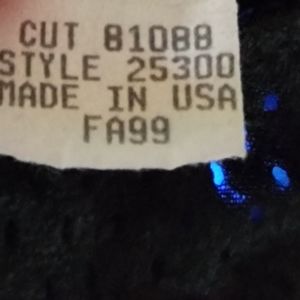 CUT 81088
STYLE 25300
MADE IN USA
FA99